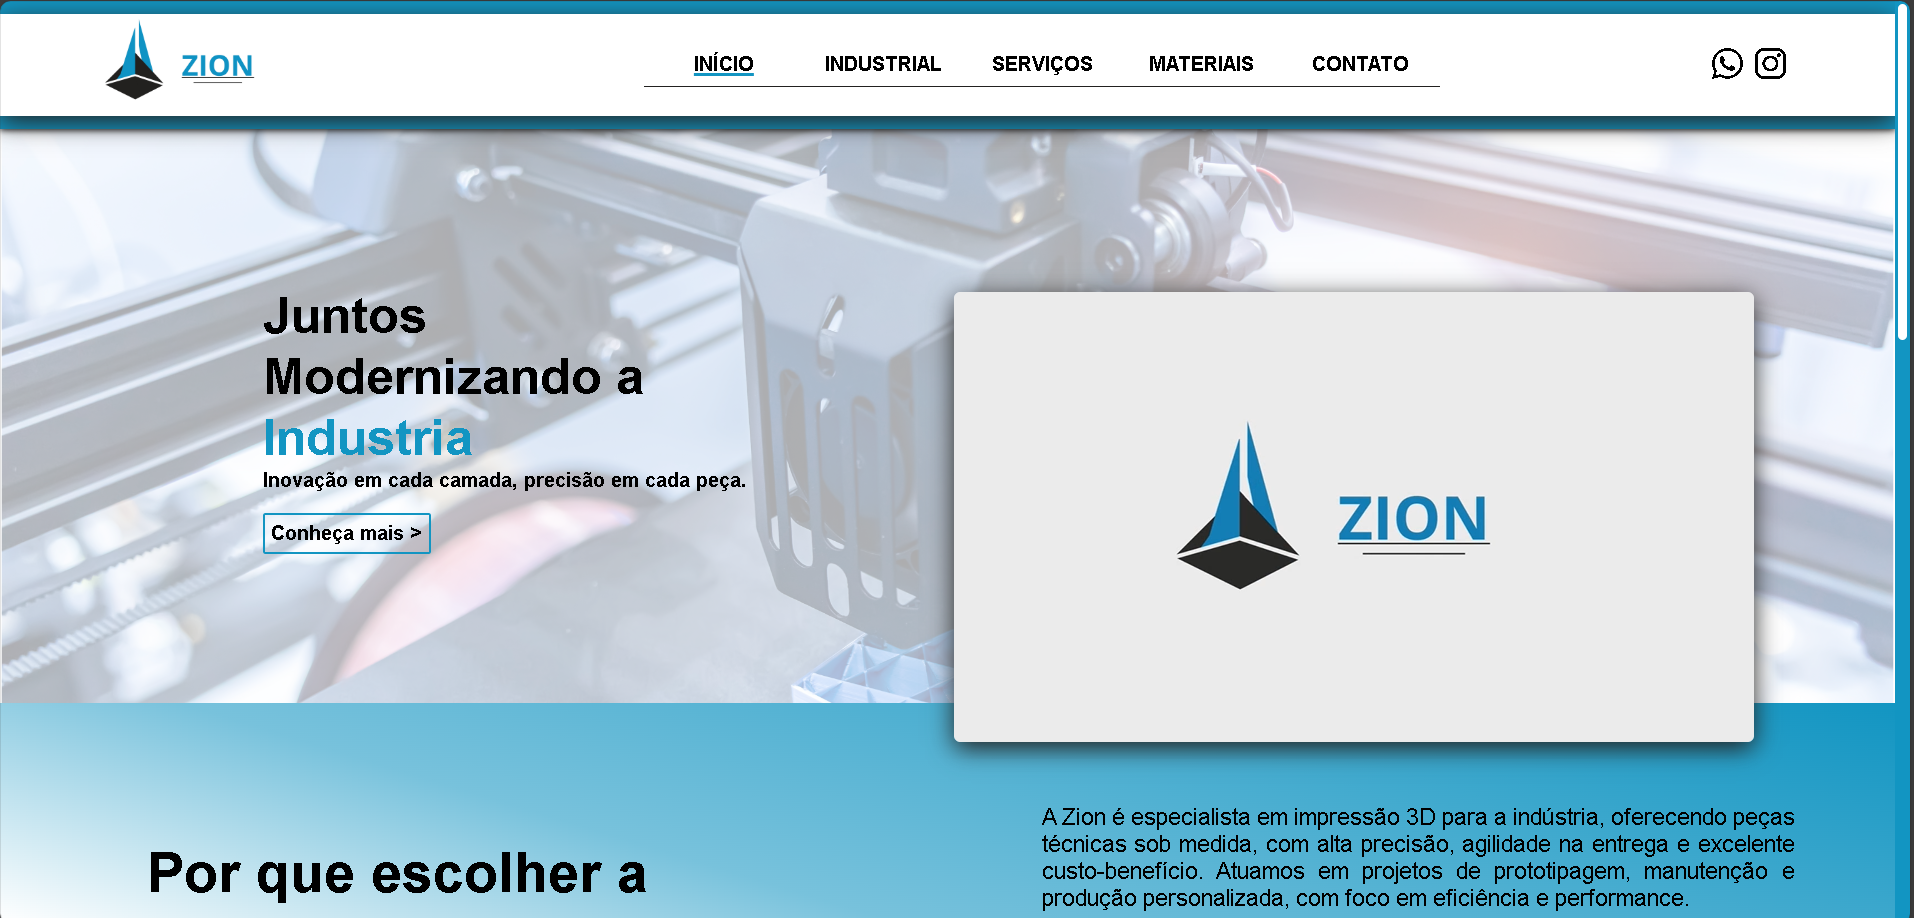 ZION
INÍCIO INDUSTRIAL SERVIÇOS MATERIAIS CONTATO
Juntos
Modernizando a
Industria
Inovação em cada camada, precisão em cada peça.
Conheça mais >
ZION
Por que escolher a
A Zion é especialista em impressão 3D para a indústria, oferecendo peças
técnicas sob medida, com alta precisão, agilidade na entrega e excelente
custo-benefício. Atuamos em projetos de prototipagem, manutenção e
produção personalizada, com foco em eficiência e performance.